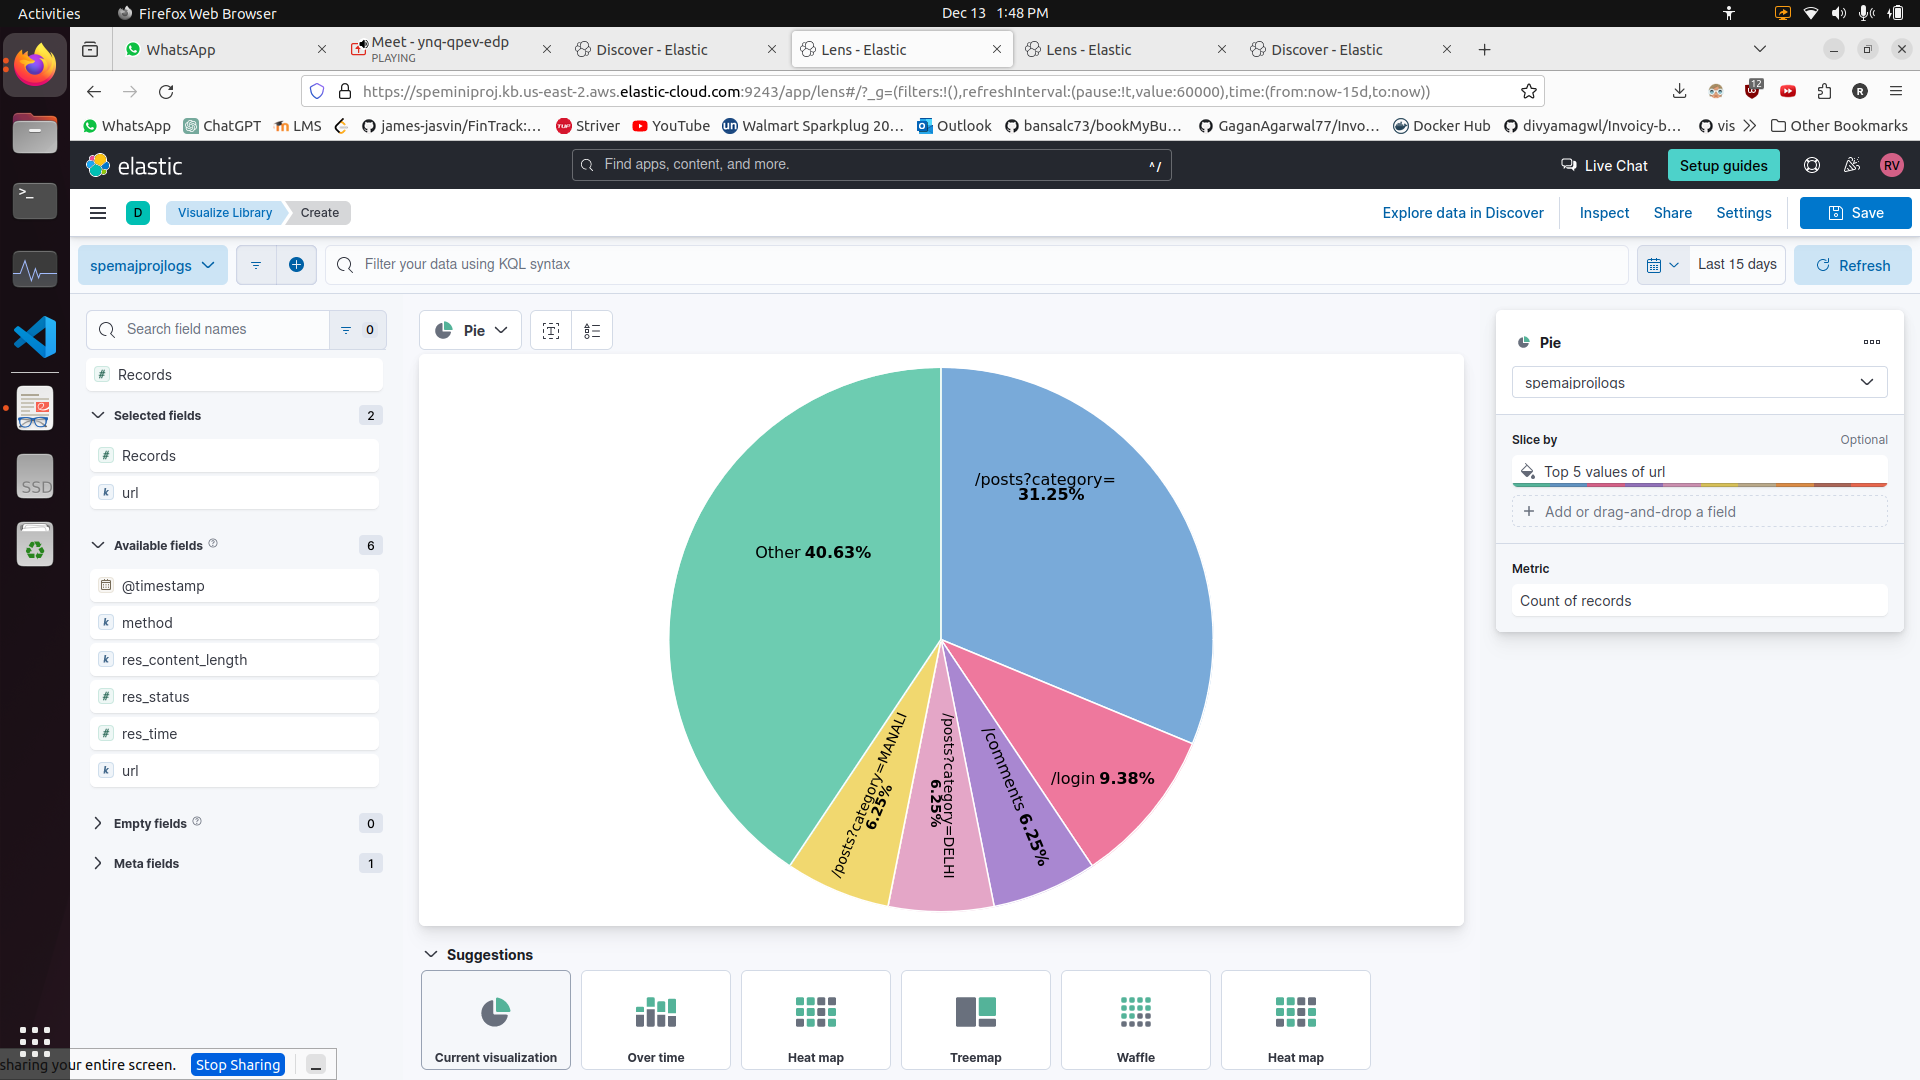 Activities
Firefox Web Browser
Dec 13 1:48 PM
WhatsApp
Meet - ynq-qpev-edp
PLAYING
Discover - Elastic
Lens - Elastic
Lens - Elastic
Discover - Elastic
https://speminiproj.kb.us-east-2.aws.elastic-cloud.com:9243/app/lens#/?_g=(filters:!(),refreshInterval:(pause:!t,value:60000),time:(from:now-15d,to:now))
12
R
WhatsApp
ChatGPT
LMS
james-jasvin/FinTrack:...
Striver
YouTube
Walmart Sparkplug 20...
Outlook
bansalc73/bookMyBu...
GaganAgarwal77/Invo...
Docker Hub
divyamagwl/Invoicy-b...
vis
Other Bookmarks
elastic
Find apps, content, and more.
^/
Live Chat
Setup guides
RV
D
Visualize Library
Create
Explore data in Discover
Inspect
Share
Settings
Save
spemajprojlogs
Filter your data using KQL syntax
Last 15 days
Refresh
Search field names
0
Records
Selected fields
2
Records
url
Available fields
6
@timestamp
method
res_content_length
res_status
res_time
url
Empty fields
0
Meta fields
1
Pie
/posts?category=
31.25%
Other 40.63%
/login 9.38%
/comments 6.25%
/posts?category=DELHI
6.25%
/posts?category=MANALI
6.25%
Suggestions
Current visualization
Over time
Heat map
Treemap
Waffle
Heat map
Pie
spemajprojlogs
Slice by
Optional
Top 5 values of url
Add or drag-and-drop a field
Metric
Count of records
SSD
sharing your entire screen.
Stop Sharing